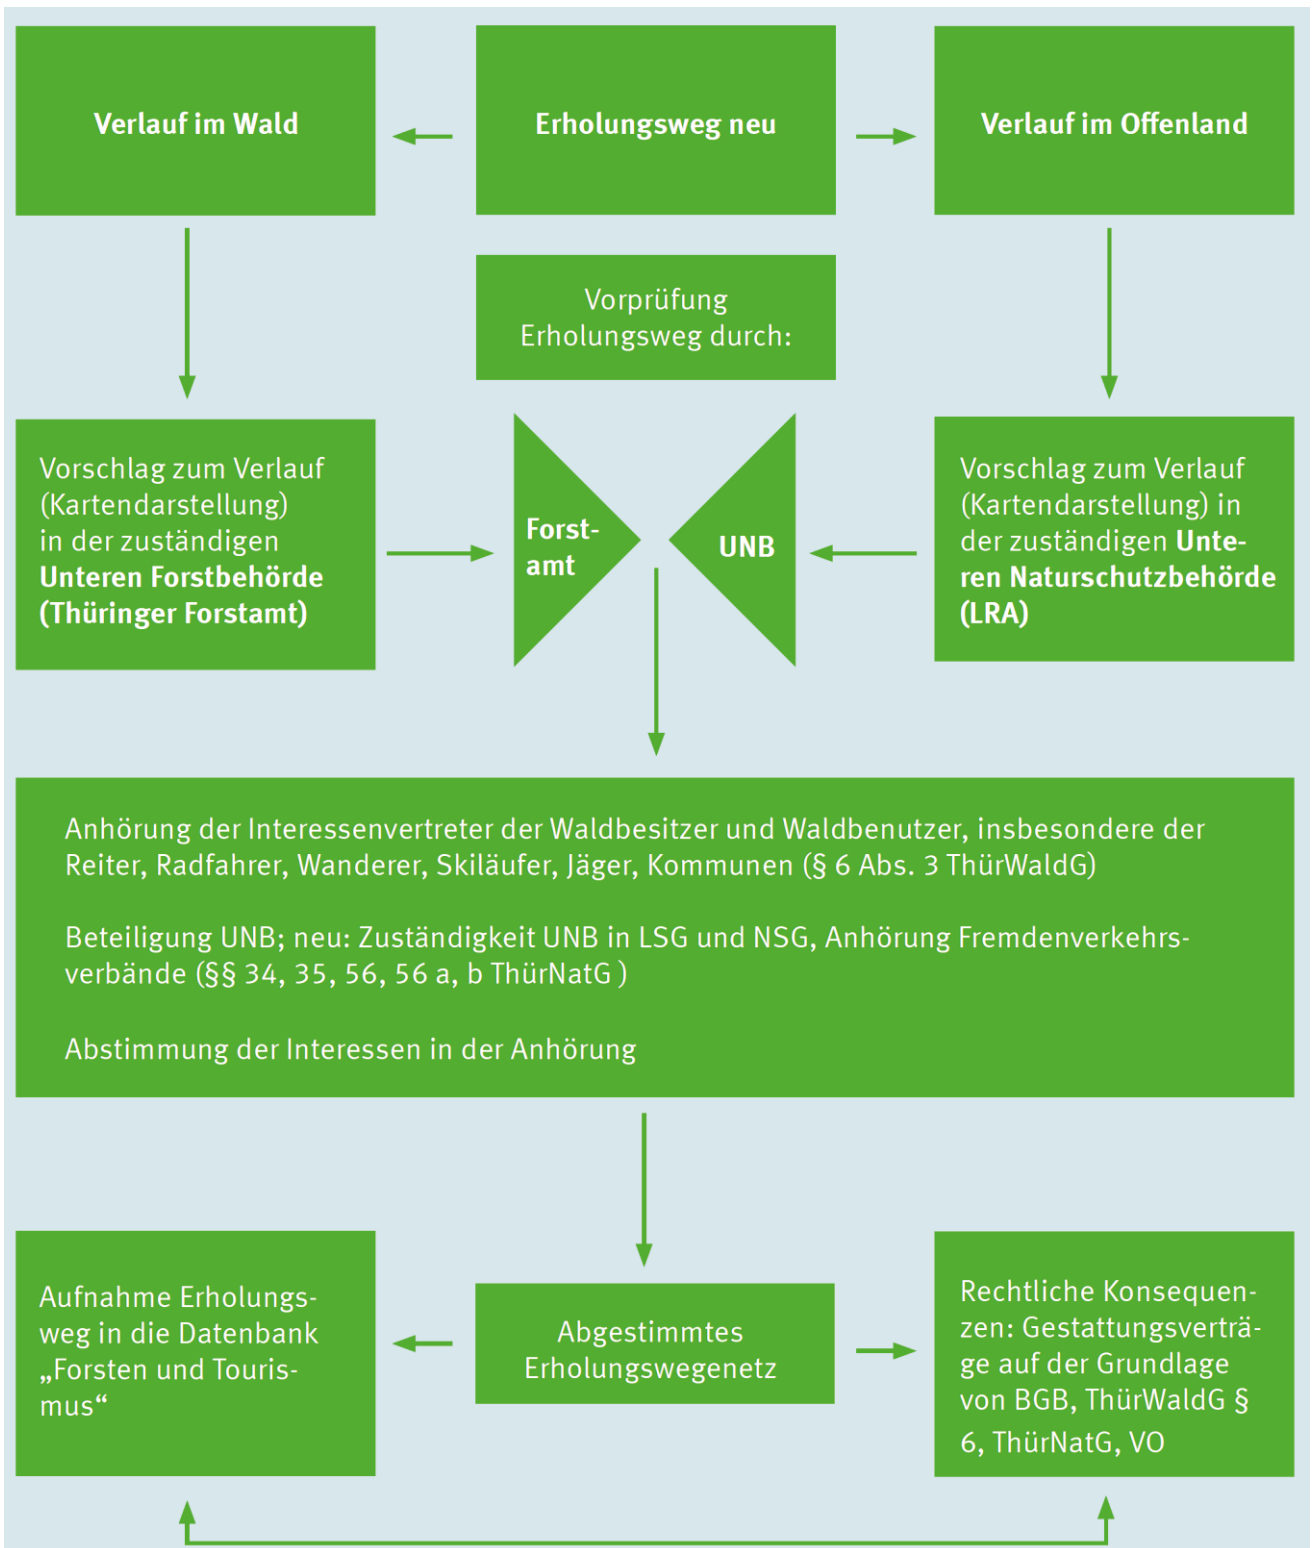 Verlauf im Wald
Erholungsweg neu
Verlauf im Offenland
Vorprüfung
Erholungsweg durch:
Vorschlag zum Verlauf
(Kartendarstellung)
in der zuständigen
Unteren Forstbehörde
(Thüringer Forstamt)
Forst-
amt
UNB
Vorschlag zum Verlauf
(Kartendarstellung) in
der zuständigen Unte-
ren Naturschutzbehörde
(LRA)
Anhörung der Interessenvertreter der Waldbesitzer und Waldbenutzer, insbesondere der
Reiter, Radfahrer, Wanderer, Skiläufer, Jäger, Kommunen (§ 6 Abs. 3 ThürWaldG)
Beteiligung UNB; neu: Zuständigkeit UNB in LSG und NSG, Anhörung Fremdenverkehrs-
verbände (§§ 34, 35, 56, 56 a, b ThürNatG )
Abstimmung der Interessen in der Anhörung
Aufnahme Erholungs-
weg in die Datenbank
„Forsten und Touris-
mus“
Abgestimmtes
Erholungswegenetz
Rechtliche Konsequen-
zen: Gestattungsverträ-
ge auf der Grundlage
von BGB, ThürWaldG §
6, ThürNatG, VO